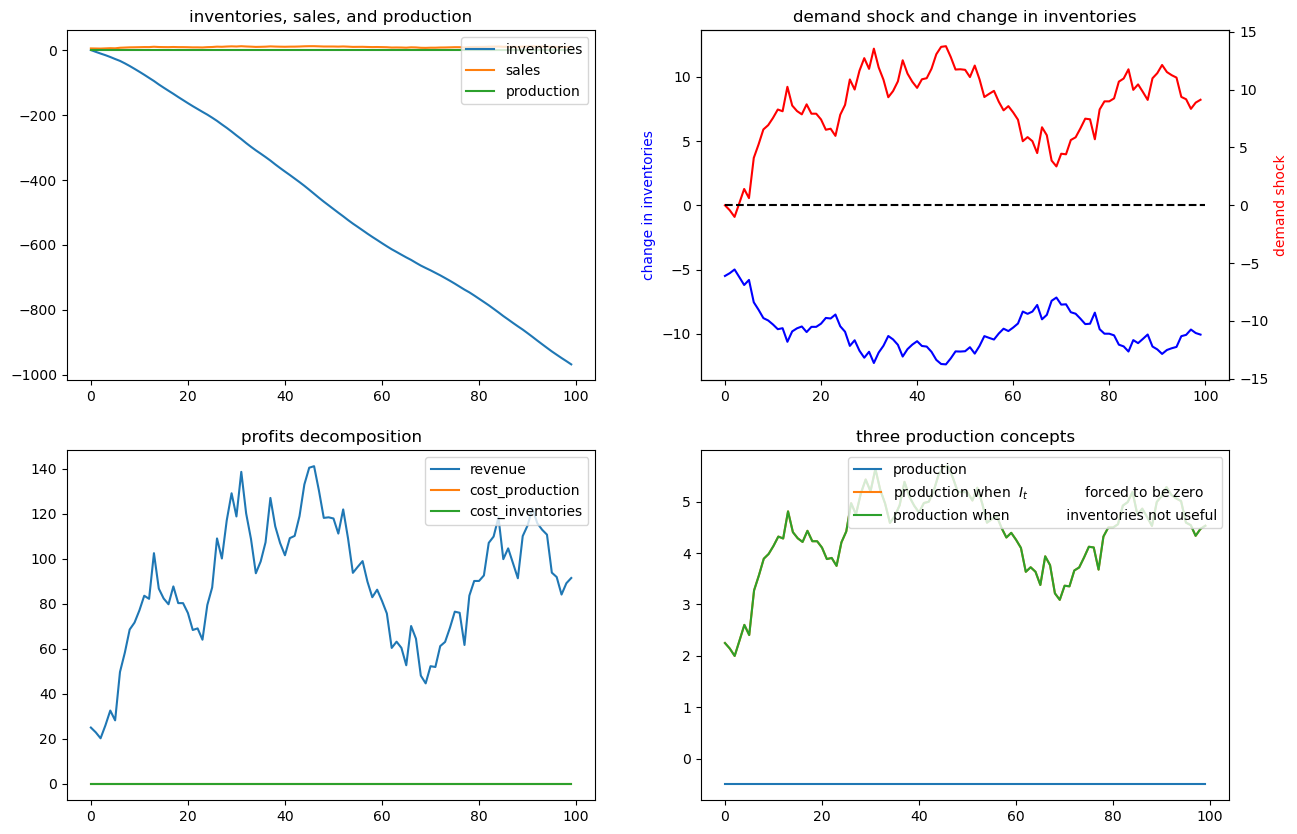 inventories, sales, and production
0
−200
−400
−600
−800
−1000
0 20 40 60 80 100
inventories
sales
production
demand shock and change in inventories
change in inventories
10
5
0
−5
−10
0 20 40 60 80 100
15
10
5
0
−5
−10
−15
demand shock
profits decomposition
140
120
100
80
60
40
20
0
0 20 40 60 80 100
revenue
cost_production
cost_inventories
three production concepts
5
4
3
2
1
0
0 20 40 60 80 100
production
production when I_t forced to be zero
production when inventories not useful